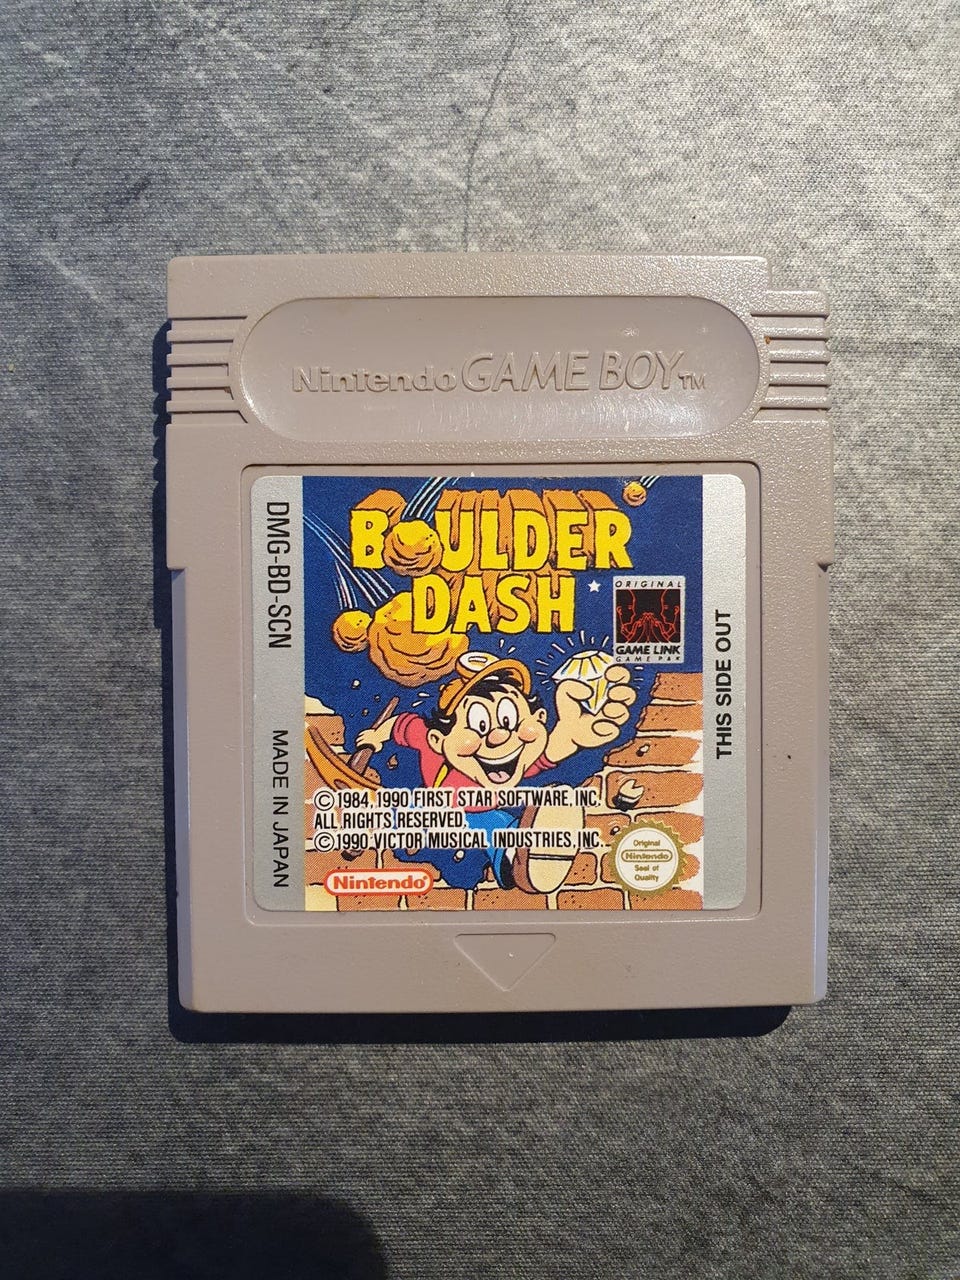 Nintendo GAME BOY TM
DMG-BD-SCN
MADE IN JAPAN
BOULDER
DASH
ORIGINAL
GAME LINK
GAME PAK
THIS SIDE OUT
© 1984, 1990 FIRST STAR SOFTWARE, INC.
ALL RIGHTS RESERVED,
© 1990 VICTOR MUSICAL INDUSTRIES, INC.
Nintendo®
Original
Nintendo
Seal of
Quality